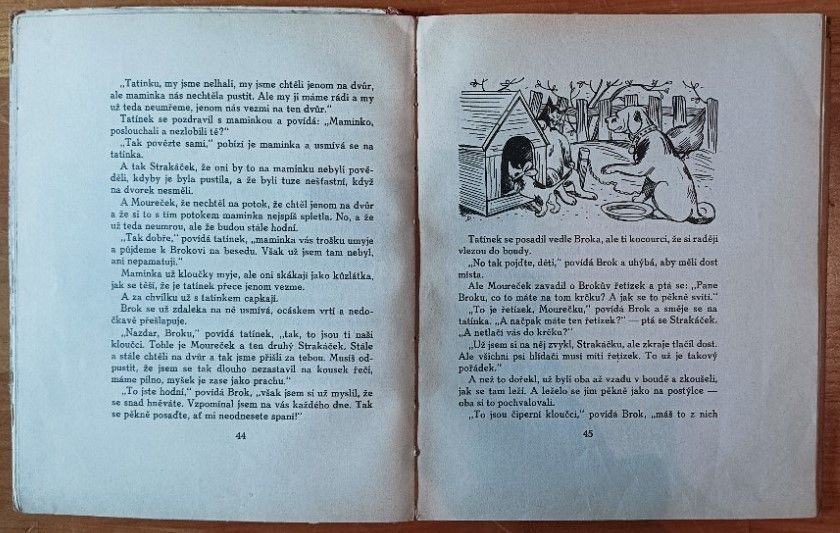 „Tatínku, my jsme nelhali, my jsme chtěli jenom na dvůr,
ale maminka nás nechtěla pustit. Ale my ji máme rádi a my
už teda neumřeme, jenom nás vezmi na ten dvůr."
Tatínek se pozdravil s maminkou a povídá: „Maminko,
poslouchali a nezlobili tě?"
„Tak povězte sami," pobízí je maminka a usmívá se na
tatínka.
A tak Strakáček, že oni by to na maminku nebyli pově-
děli, kdyby je byla pustila, a že byli tuze nešťastní, když
na dvorek nesměli.
A Moureček, že nechtěl na potok, že chtěl jenom na dvůr
a že si to s tím potokem maminka nejspíš spletla. No, a že
už teda neumrou, ale že budou stále hodní.
„Tak dobře," povídá tatínek, „maminka vás trošku umyje
a půjdeme k Brokovi na besedu. Však už jsem tam nebyl,
ani nepamatuji."
Maminka už kloučky myje, ale oni skákají jako kůzlátka,
jak se těší, že je tatínek přece jenom vezme.
A za chvilku už s tatínkem capkají.
Brok se už zdaleka na ně usmívá, ocáskem vrtí a nedo-
čkavě přešlapuje.
„Nazdar, Broku," povídá tatínek, „tak, to jsou ti naši
kloučci. Tohle je Moureček a ten druhý Strakáček. Stále
a stále chtěli na dvůr a tak jsme přišli za tebou. Musíš od-
pustit, že jsem se tak dlouho nezastavil na kousek řeči,
máme pilno, myšek je zase jako prachu."
„To jste hodní," povídá Brok, „však jsem si už myslil, že
se snad hněváte. Vzpomínal jsem na vás každého dne. Tak
se pěkně posaďte, ať mi neodnesete spaní!"
44
Tatínek se posadil vedle Broka, ale ti kocourci, že si raději
vlezou do boudy.
„No tak pojďte, děti," povídá Brok a uhýbá, aby měli dost
místa.
Ale Moureček zavadil o Brokův řetízek a ptá se: „Pane
Broku, co to máte na tom krčku? A jak se to pěkně svítí."
„To je řetízek, Mourečku," povídá Brok a směje se na
tatínka. „A načpak máte ten řetízek?" — ptá se Strakáček.
„A netlačí vás do krčku?"
„Už jsem si na něj zvykl, Strakáčku, ale zkraje tlačil dost.
Ale všichni psi hlídači musí míti řetízek. To už je takový
pořádek."
A než to dořekl, už byli oba až vzadu v boudě a zkoušeli,
jak se tam leží. A leželo se jim pěkně jako na postýlce —
oba si to pochvalovali.
„To jsou čiperní kloučci," povídá Brok, „máš to z nich
45